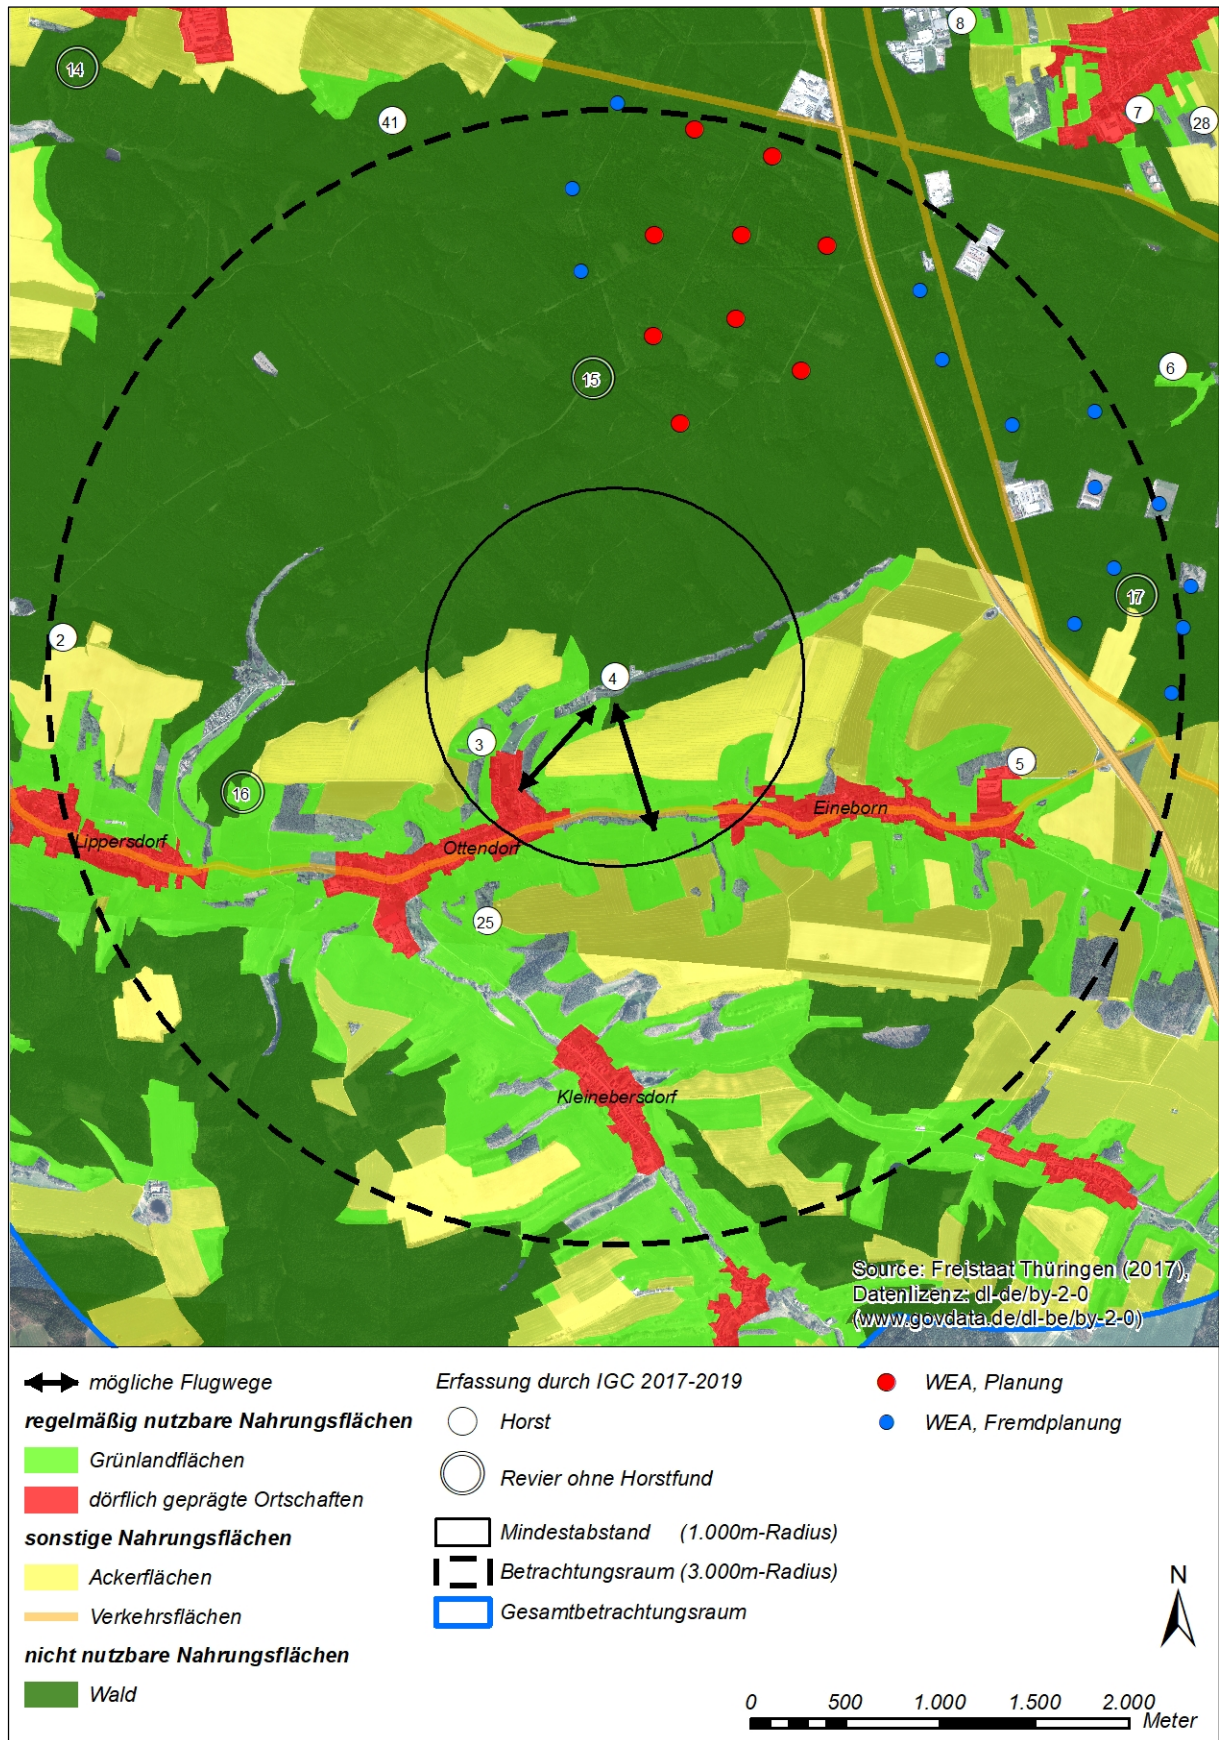 8
14
41
7
28
6
15
17
2
4
3
5
16
Eineborn
Lippersdorf
Ottendorf
25
Kleinebersdorf
Source: Freistaat Thüringen (2017),
Datenlizenz: dl-de/by-2-0
(www.govdata.de/dl-be/by-2-0)
mögliche Flugwege
regelmäßig nutzbare Nahrungsflächen
Grünlandflächen
dörflich geprägte Ortschaften
sonstige Nahrungsflächen
Ackerflächen
Verkehrsflächen
nicht nutzbare Nahrungsflächen
Wald
Erfassung durch IGC 2017-2019
Horst
Revier ohne Horstfund
Mindestabstand (1.000m-Radius)
Betrachtungsraum (3.000m-Radius)
Gesamtbetrachtungsraum
WEA, Planung
WEA, Fremdplanung
N
0 500 1.000 1.500 2.000
Meter